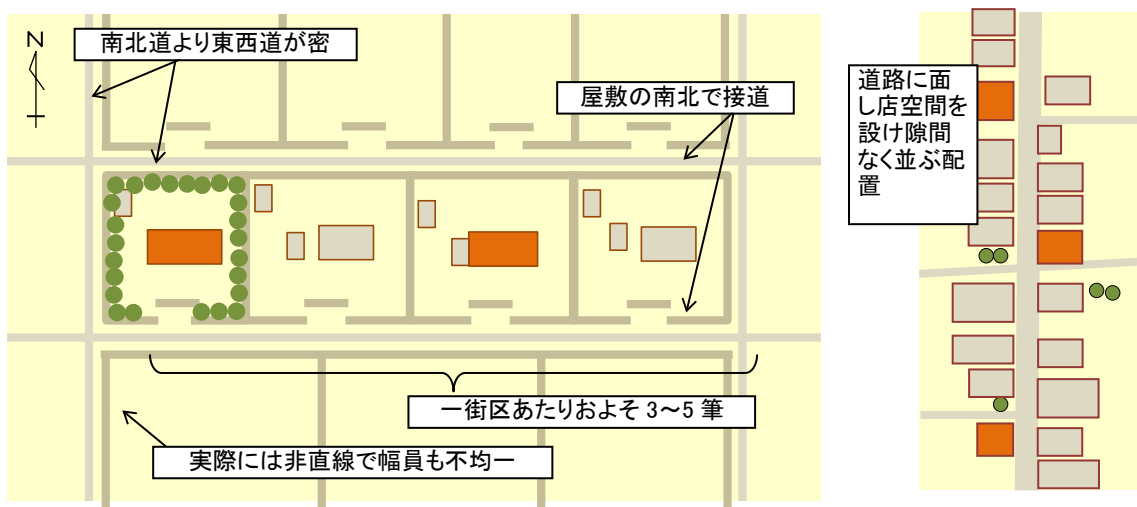 N
南北道より東西道が密
屋敷の南北で接道
一街区あたりおよそ3～5筆
実際には非直線で幅員も不均一
道路に面
し店空間を
設け隙間
なく並ぶ配
置